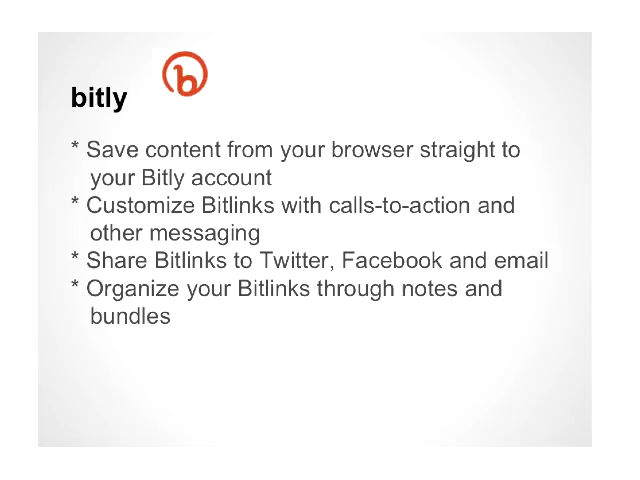 bitly
* Save content from your browser straight to
your Bitly account
* Customize Bitlinks with calls-to-action and
other messaging
* Share Bitlinks to Twitter, Facebook and email
* Organize your Bitlinks through notes and
bundles